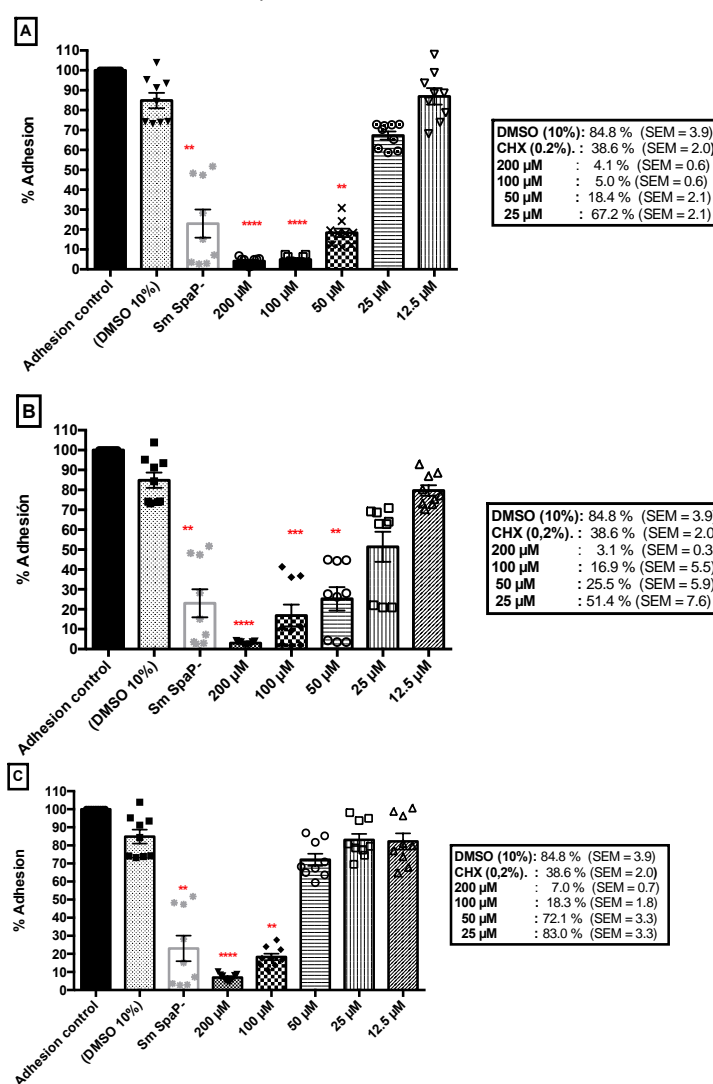 A
110
100
90
80
70
60
50
40
30
20
10
0
% Adhesion
**
****
****
**
Adhesion control
(DMSO 10%)
Sm SpaP-
200 µM
100 µM
50 µM
25 µM
12.5 µM
DMSO (10%): 84.8 % (SEM = 3.9)
CHX (0.2%). : 38.6 % (SEM = 2.0)
200 µM : 4.1 % (SEM = 0.6)
100 µM : 5.0 % (SEM = 0.6)
50 µM : 18.4 % (SEM = 2.1)
25 µM : 67.2 % (SEM = 2.1)
B
110
100
90
80
70
60
50
40
30
20
10
0
% Adhesión
**
****
***
**
Adhesion control
(DMSO 10%)
Sm SpaP-
200 µM
100 µM
50 µM
25 µM
12.5 µM
DMSO (10%): 84.8 % (SEM = 3.9
CHX (0,2%). : 38.6 % (SEM = 2.0
200 µM : 3.1 % (SEM = 0.3
100 µM : 16.9 % (SEM = 5.5)
50 µM : 25.5 % (SEM = 5.9)
25 µM : 51.4 % (SEM = 7.6)
C
110
100
90
80
70
60
50
40
30
20
10
0
% Adhesion
**
****
**
Adhesion control
(DMSO 10%)
Sm SpaP-
200 µM
100 µM
50 µM
25 µM
12.5 µM
DMSO (10%): 84.8 % (SEM = 3.9)
CHX (0,2%). : 38.6 % (SEM = 2.0)
200 µM : 7.0 % (SEM = 0.7)
100 µM : 18.3 % (SEM = 1.8)
50 µM : 72.1 % (SEM = 3.3)
25 µM : 83.0 % (SEM = 3.3)